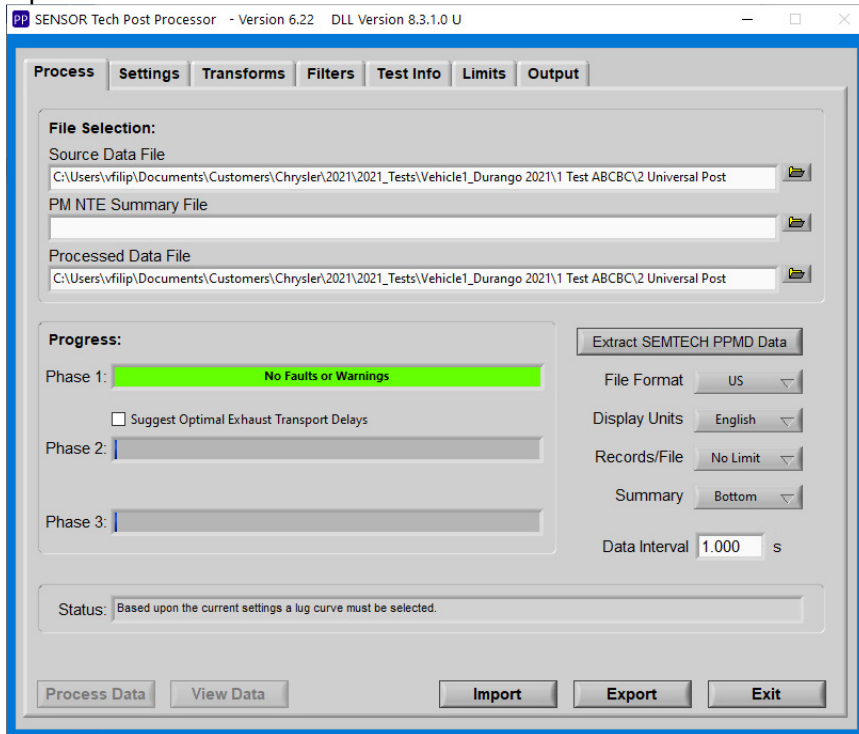 PP SENSOR Tech Post Processor - Version 6.22 DLL Version 8.3.1.0 U
Process Settings Transforms Filters Test Info Limits Output
File Selection:
Source Data File
C:\Users\vfilip\Documents\Customers\Chrysler\2021\2021_Tests\Vehicle1_Durango 2021\1 Test ABCBC\2 Universal Post
PM NTE Summary File
Processed Data File
C:\Users\vfilip\Documents\Customers\Chrysler\2021\2021_Tests\Vehicle1_Durango 2021\1 Test ABCBC\2 Universal Post
Progress:
Phase 1: No Faults or Warnings
Suggest Optimal Exhaust Transport Delays
Phase 2:
Phase 3:
Extract SEMTECH PPMD Data
File Format US
Display Units English
Records/File No Limit
Summary Bottom
Data Interval 1.000 s
Status: Based upon the current settings a lug curve must be selected.
Process Data View Data Import Export Exit